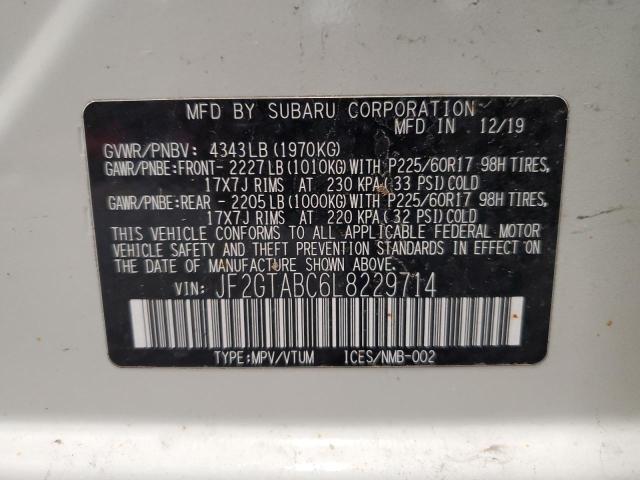 MFD BY SUBARU CORPORATION
MFD IN 12/19
GVWR/PNBV: 4343LB (1970KG)
GAWR/PNBE:FRONT- 2227LB (1010KG) WITH P225/60R17 98H TIRES,
17X7J RIMS AT 230 KPA (33 PSI) COLD
GAWR/PNBE:REAR - 2205LB (1000KG) WITH P225/60R17 98H TIRES,
17X7J RIMS AT 220 KPA (32 PSI) COLD
THIS VEHICLE CONFORMS TO ALL APPLICABLE FEDERAL MOTOR
VEHICLE SAFETY AND THEFT PREVENTION STANDARDS IN EFFECT ON
THE DATE OF MANUFACTURE SHOWN ABOVE.
VIN: JF2GTABC6L8229714
TYPE:MPV/VTUM ICES/NMB-002